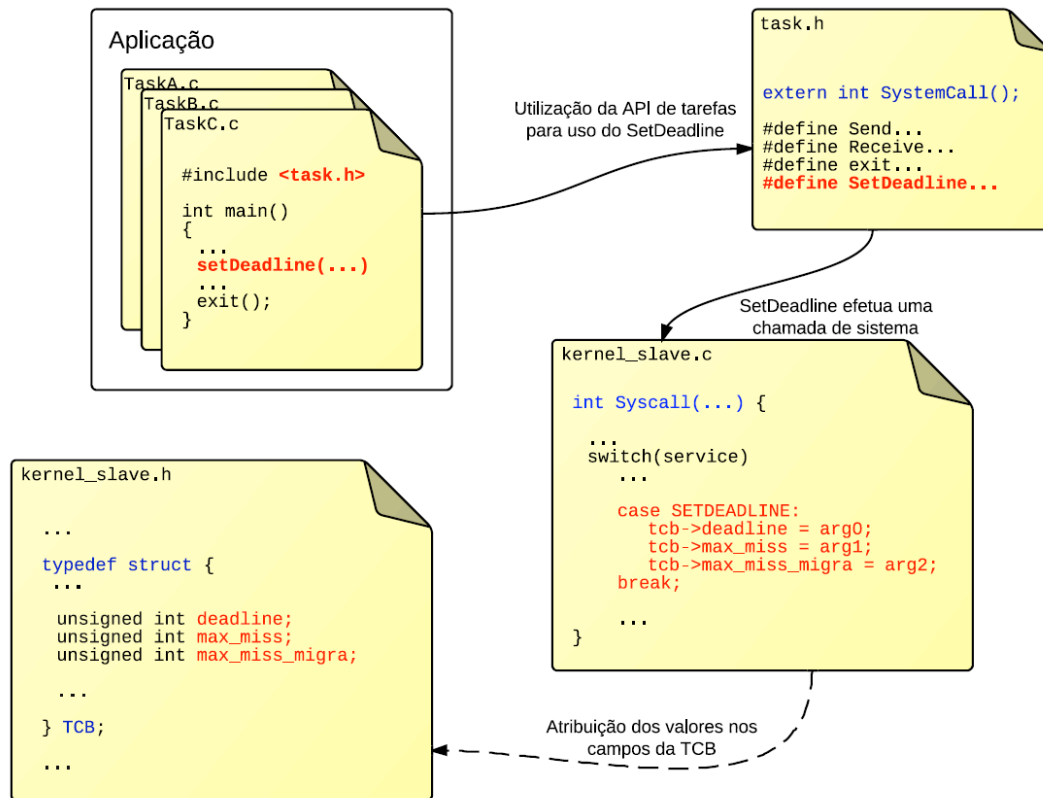 Aplicação
TaskA.c
TaskB.c
TaskC.c
#include <task.h>
int main()
{
...
setDeadline(...)
...
exit();
}
Utilização da API de tarefas
para uso do SetDeadline
task.h
extern int SystemCall();
#define Send...
#define Receive...
#define exit...
#define SetDeadline...
SetDeadline efetua uma
chamada de sistema
kernel_slave.c
int Syscall(...) {
...
switch(service)
...
case SETDEADLINE:
tcb->deadline = arg0;
tcb->max_miss = arg1;
tcb->max_miss_migra = arg2;
break;
...
}
Atribuição dos valores nos
campos da TCB
kernel_slave.h
...
typedef struct {
...
unsigned int deadline;
unsigned int max_miss;
unsigned int max_miss_migra;
...
} TCB;
...